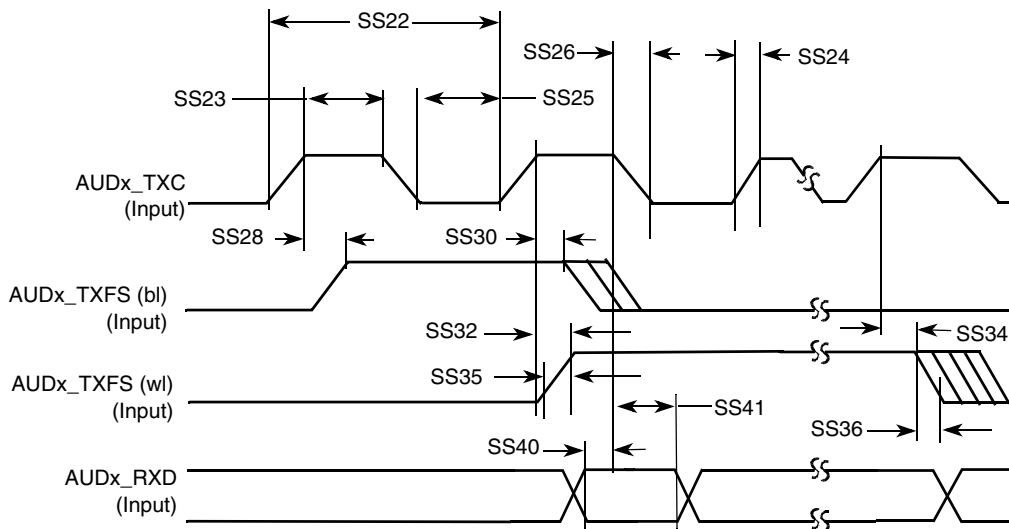 SS22
SS26
SS24
SS23
SS25
AUDx_TXC
(Input)
SS28
SS30
AUDx_TXFS (bl)
(Input)
SS32
SS34
SS35
AUDx_TXFS (wl)
(Input)
SS41
SS36
SS40
AUDx_RXD
(Input)